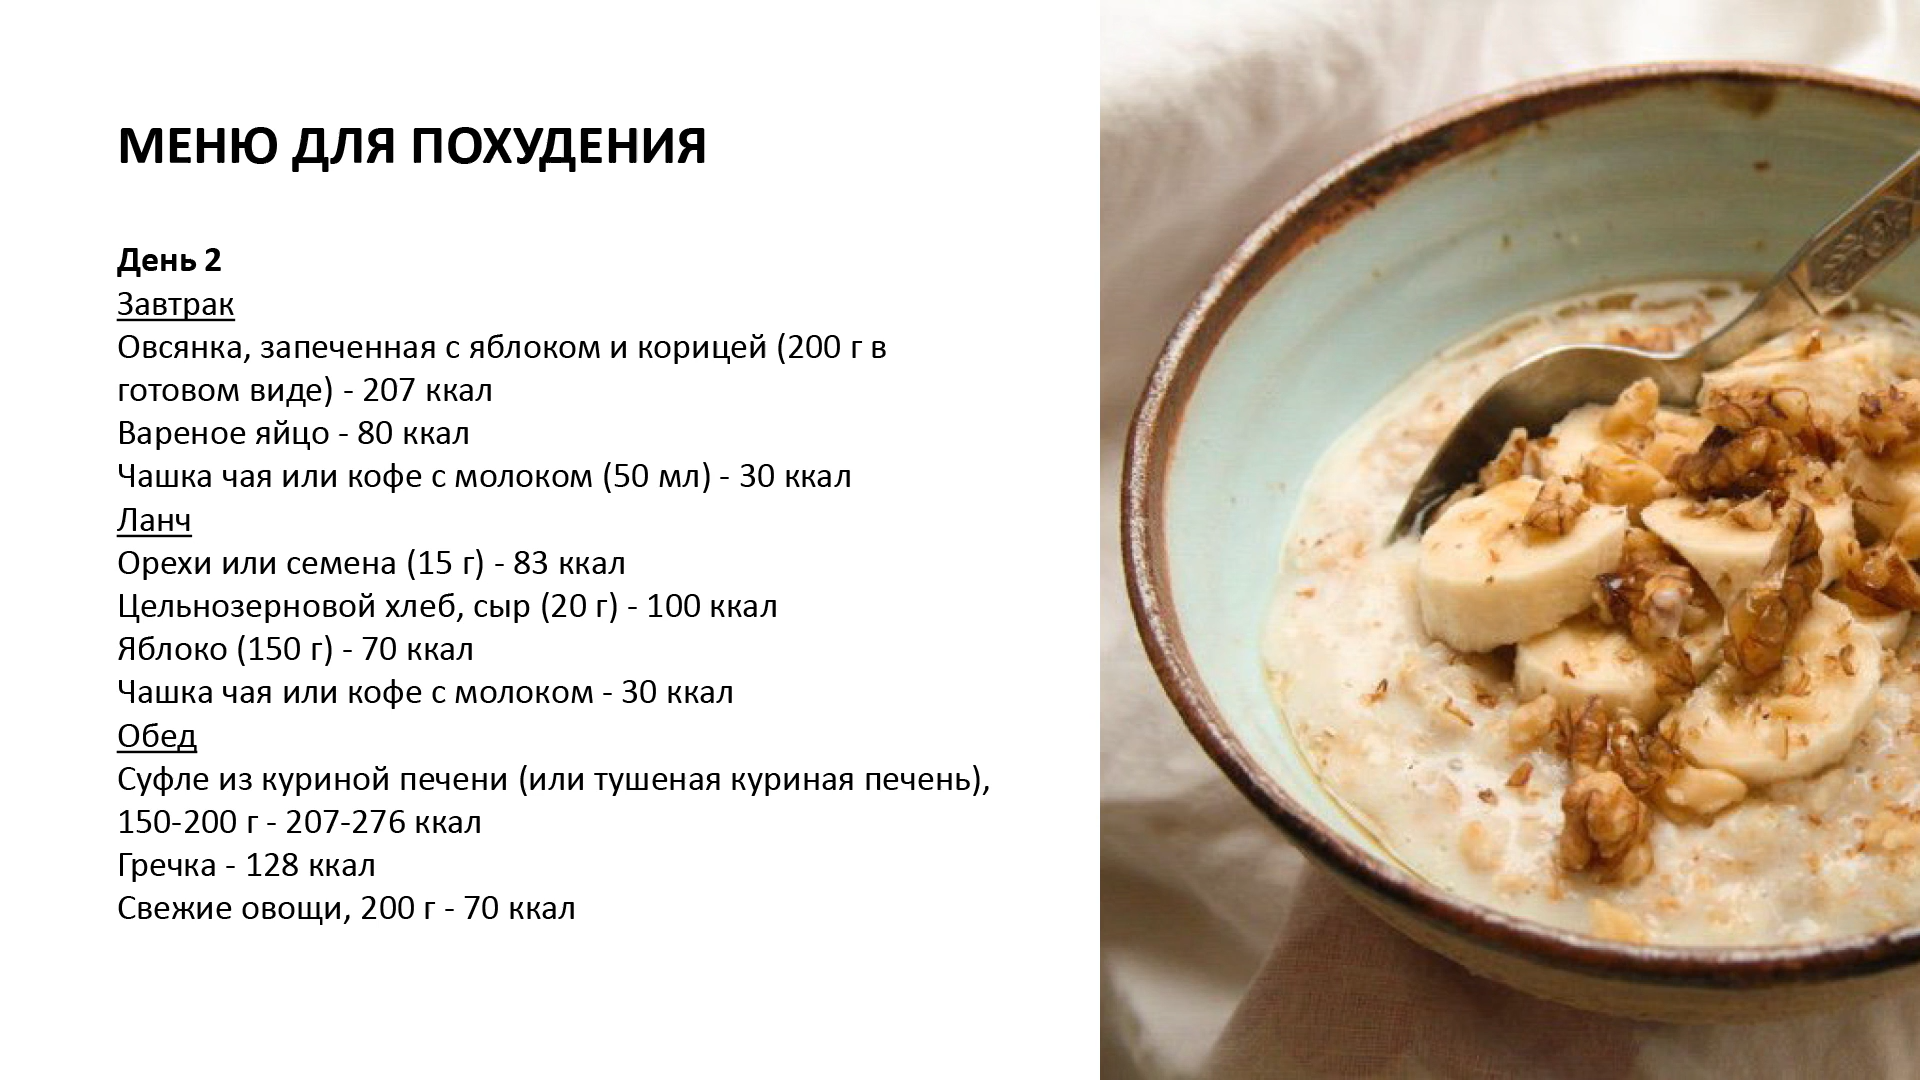 МЕНЮ ДЛЯ ПОХУДЕНИЯ
День 2
Завтрак
Овсянка, запеченная с яблоком и корицей (200 г в
готовом виде) - 207 ккал
Вареное яйцо - 80 ккал
Чашка чая или кофе с молоком (50 мл) - 30 ккал
Ланч
Орехи или семена (15 г) - 83 ккал
Цельнозерновой хлеб, сыр (20 г) - 100 ккал
Яблоко (150 г) - 70 ккал
Чашка чая или кофе с молоком - 30 ккал
Обед
Суфле из куриной печени (или тушеная куриная печень),
150-200 г - 207-276 ккал
Гречка - 128 ккал
Свежие овощи, 200 г - 70 ккал